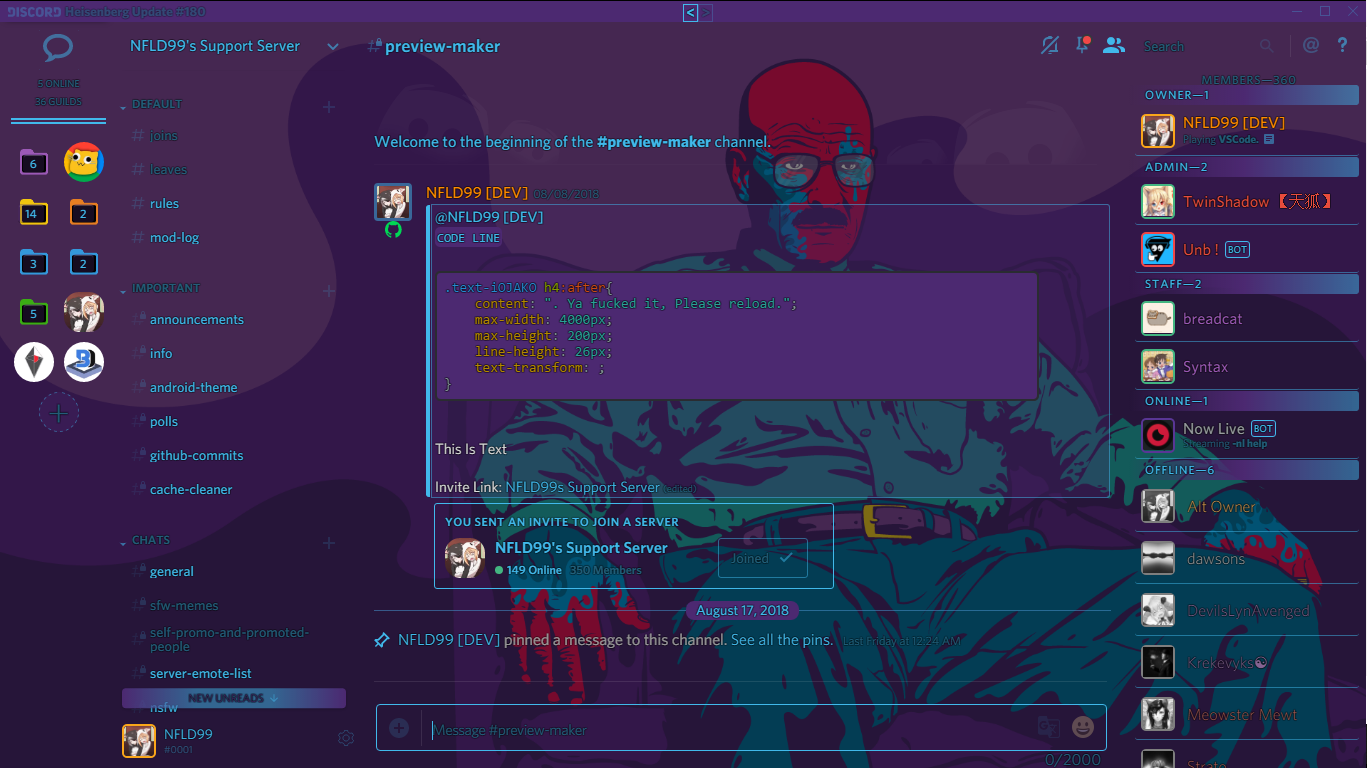 DISCORD Heisenberg Update #180
< >
5 ONLINE
36 GUILDS
6
14
2
3
2
5
NFLD99's Support Server
DEFAULT
joins
leaves
rules
mod-log
IMPORTANT
announcements
info
android-theme
polls
github-commits
cache-cleaner
CHATS
general
sfw-memes
self-promo-and-promoted-
people
server-emote-list
NEW UNREADS ↓
nsfw
NFLD99
#0001
#preview-maker
Search
@ ?
Welcome to the beginning of the #preview-maker channel.
NFLD99 [DEV] 08/08/2018
@NFLD99 [DEV]
CODE LINE
.text-iOJAKO h4:after{
content: ". Ya fucked it, Please reload.";
max-width: 4000px;
max-height: 200px;
line-height: 26px;
text-transform: ;
}
This Is Text
Invite Link: NFLD99s Support Server (edited)
YOU SENT AN INVITE TO JOIN A SERVER
NFLD99's Support Server
149 Online 350 Members
Joined
August 17, 2018
NFLD99 [DEV] pinned a message to this channel. See all the pins. Last Friday at 12:24 AM
Message #preview-maker
0/2000
MEMBERS—360
OWNER—1
NFLD99 [DEV]
Playing VSCode.
ADMIN—2
TwinShadow 【天狐】
Unb ! BOT
STAFF—2
breadcat
Syntax
ONLINE—1
Now Live BOT
Streaming -nl help
OFFLINE—6
Alt Owner
dawsons
DevilsLynAvenged
Krekevyks☯
Meowster Mewt
Strato